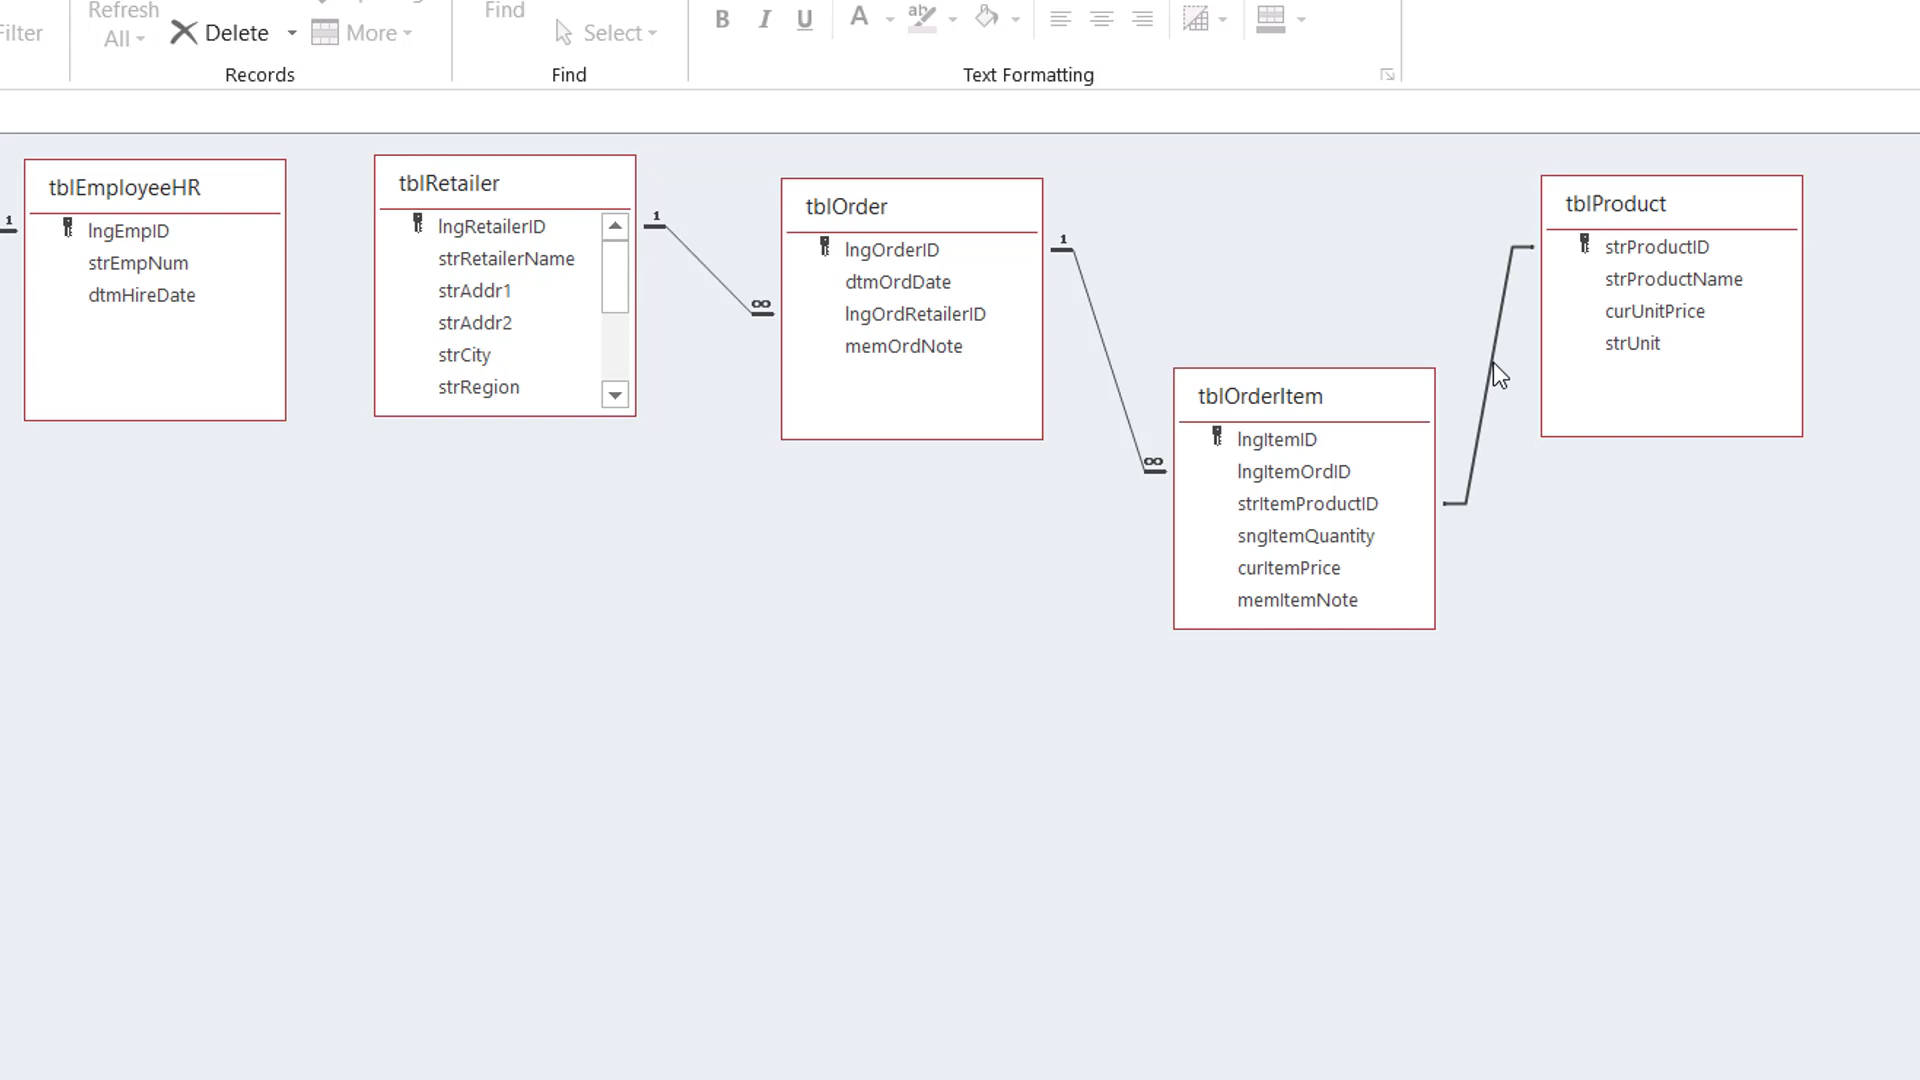 Refresh
All
Filter
Delete
More
Records
Find
Select
Find
B I U A ab
Text Formatting
1
tblEmployeeHR
lngEmpID
strEmpNum
dtmHireDate
tblRetailer
lngRetailerID
strRetailerName
strAddr1
strAddr2
strCity
strRegion
1
∞
tblOrder
lngOrderID
dtmOrdDate
lngOrdRetailerID
memOrdNote
1
∞
tblOrderItem
lngItemID
lngItemOrdID
strItemProductID
sngItemQuantity
curItemPrice
memItemNote
tblProduct
strProductID
strProductName
curUnitPrice
strUnit